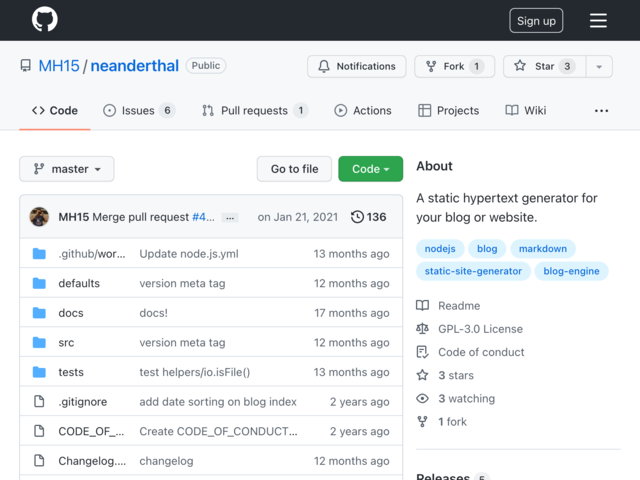 Sign up
MH15 / neanderthal Public
Notifications
Fork 1
Star 3
Code
Issues 6
Pull requests 1
Actions
Projects
Wiki
master
Go to file
Code
MH15 Merge pull request #4... ... on Jan 21, 2021 136
.github/wor... Update node.js.yml 13 months ago
defaults version meta tag 12 months ago
docs docs! 17 months ago
src version meta tag 12 months ago
tests test helpers/io.isFile() 13 months ago
.gitignore add date sorting on blog index 2 years ago
CODE_OF_... Create CODE_OF_CONDUCT... 2 years ago
Changelog.... changelog 12 months ago
About
A static hypertext generator for
your blog or website.
nodejs blog markdown
static-site-generator blog-engine
Readme
GPL-3.0 License
Code of conduct
3 stars
3 watching
1 fork
Releases 5